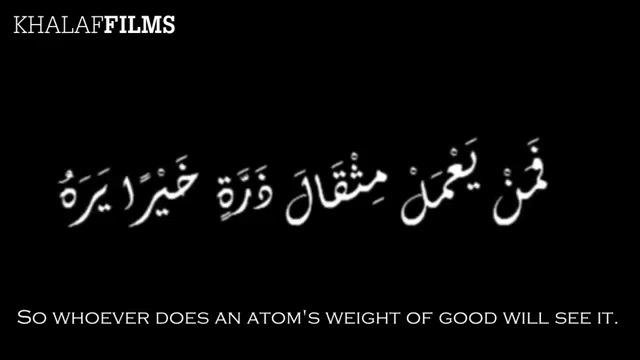 KHALAFFILMS
فَمَنْ يَعْمَلْ مِثْقَالَ ذَرَّةٍ خَيْرًا يَرَهُ
SO WHOEVER DOES AN ATOM'S WEIGHT OF GOOD WILL SEE IT.